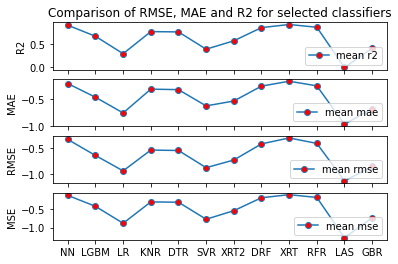 Comparison of RMSE, MAE and R2 for selected classifiers
R2
0.5
0.0
mean r2
MAE
−0.5
−1.0
mean mae
RMSE
−0.5
−1.0
mean rmse
MSE
−0.5
−1.0
mean mse
NN LGBM LR KNR DTR SVR XRT2 DRF XRT RFR LAS GBR